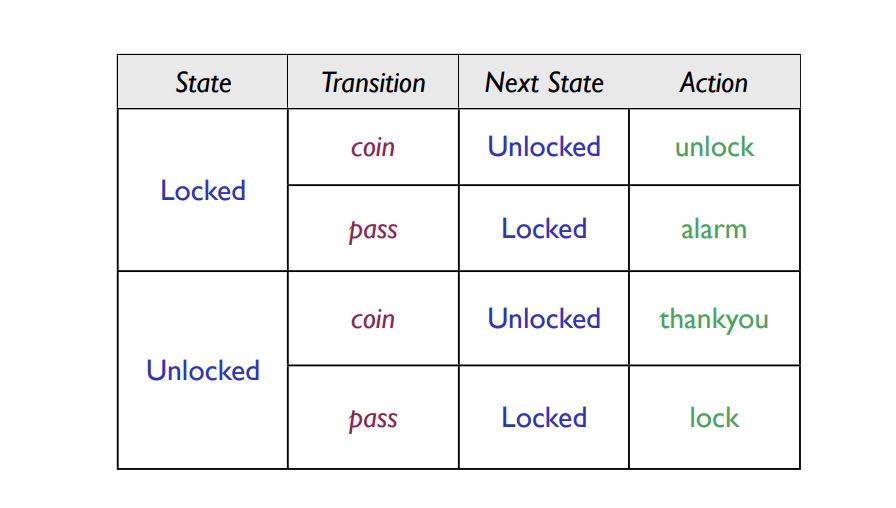 State Transition Next State Action
coin Unlocked unlock
Locked
pass Locked alarm
coin Unlocked thankyou
Unlocked
pass Locked lock